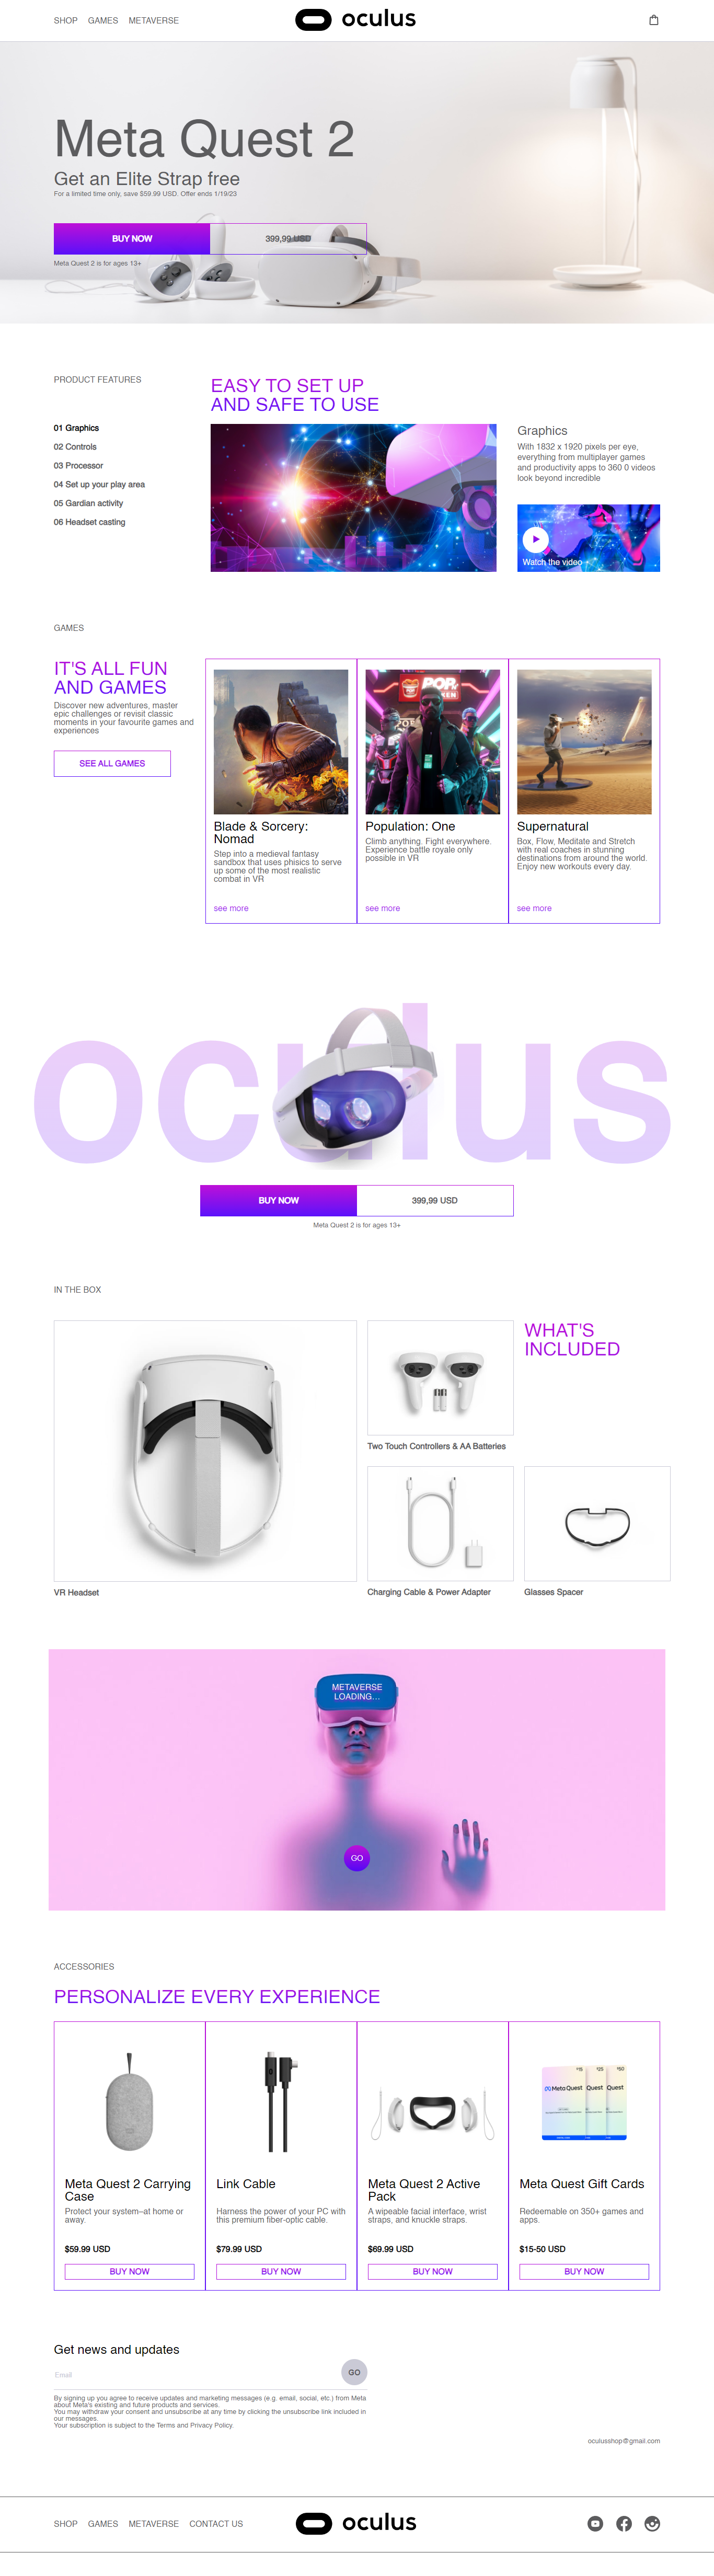 SHOP GAMES METAVERSE
oculus
Meta Quest 2
Get an Elite Strap free
For a limited time only, save $59.99 USD. Offer ends 1/19/23
BUY NOW
399,99 USD
Meta Quest 2 is for ages 13+
PRODUCT FEATURES
EASY TO SET UP
AND SAFE TO USE
01 Graphics
02 Controls
03 Processor
04 Set up your play area
05 Gardian activity
06 Headset casting
Graphics
With 1832 x 1920 pixels per eye,
everything from multiplayer games
and productivity apps to 360 0 videos
look beyond incredible
Watch the video
GAMES
IT'S ALL FUN
AND GAMES
Discover new adventures, master
epic challenges or revisit classic
moments in your favourite games and
experiences
SEE ALL GAMES
POP.
Blade & Sorcery:
Nomad
Step into a medieval fantasy
sandbox that uses phisics to serve
up some of the most realistic
combat in VR
see more
Population: One
Climb anything. Fight everywhere.
Experience battle royale only
possible in VR
see more
Supernatural
Box, Flow, Meditate and Stretch
with real coaches in stunning
destinations from around the world.
Enjoy new workouts every day.
see more
oculus
BUY NOW
399,99 USD
Meta Quest 2 is for ages 13+
IN THE BOX
WHAT'S
INCLUDED
Two Touch Controllers & AA Batteries
VR Headset
Charging Cable & Power Adapter
Glasses Spacer
METAVERSE
LOADING...
GO
ACCESSORIES
PERSONALIZE EVERY EXPERIENCE
Meta Quest 2 Carrying
Case
Protect your system–at home or
away.
$59.99 USD
BUY NOW
Link Cable
Harness the power of your PC with
this premium fiber-optic cable.
$79.99 USD
BUY NOW
Meta Quest 2 Active
Pack
A wipeable facial interface, wrist
straps, and knuckle straps.
$69.99 USD
BUY NOW
$15 $25 $50
Meta Quest Quest Quest
Meta Quest Gift Cards
Redeemable on 350+ games and
apps.
$15-50 USD
BUY NOW
Get news and updates
Email
GO
By signing up you agree to receive updates and marketing messages (e.g. email, social, etc.) from Meta
about Meta's existing and future products and services.
You may withdraw your consent and unsubscribe at any time by clicking the unsubscribe link included in
our messages.
Your subscription is subject to the Terms and Privacy Policy.
oculusshop@gmail.com
SHOP GAMES METAVERSE CONTACT US
oculus